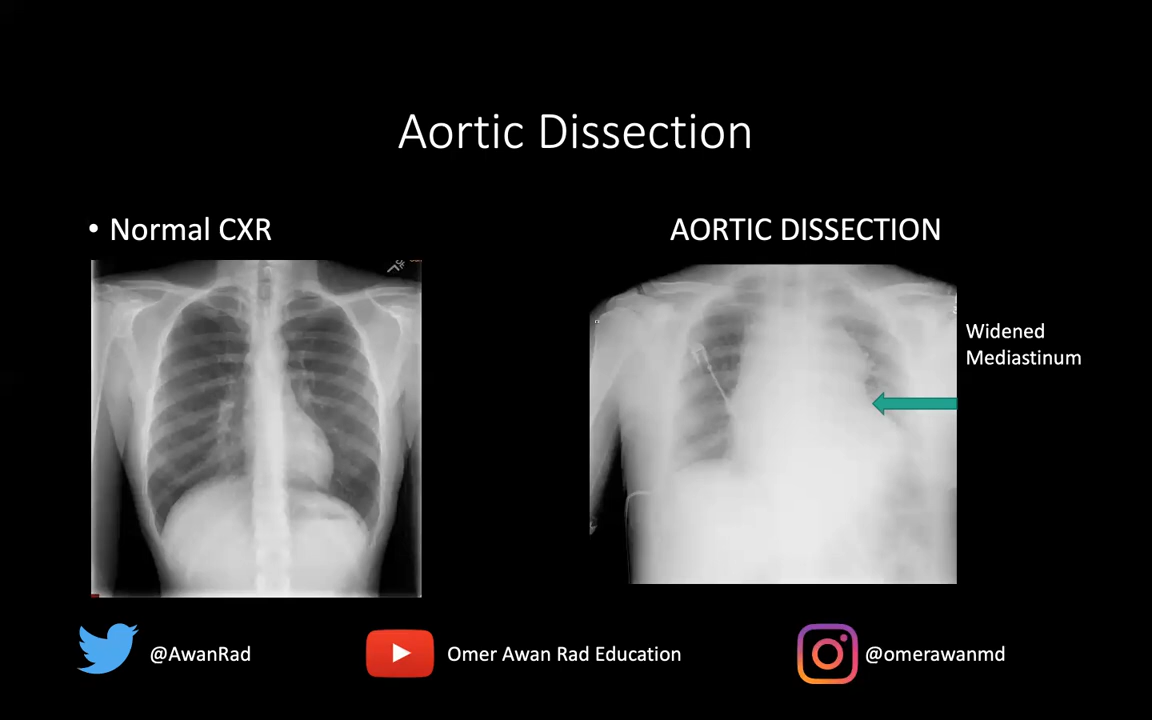 Aortic Dissection
• Normal CXR
AORTIC DISSECTION
Widened
Mediastinum
@AwanRad
Omer Awan Rad Education
@omerawanmd